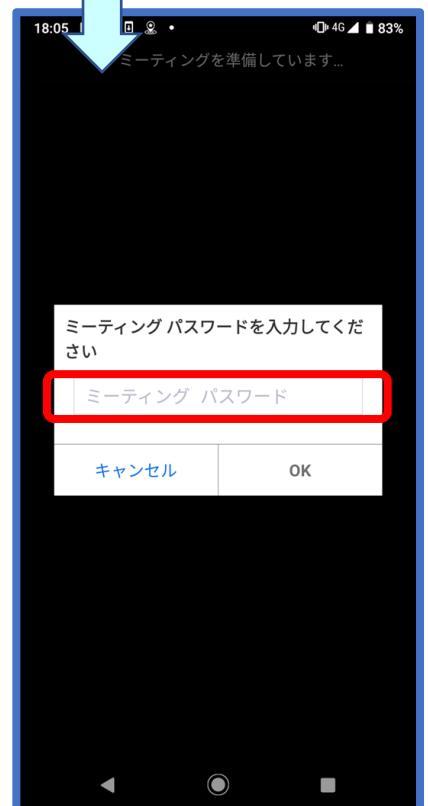 18:05 4G 83%
ミーティングを準備しています...
ミーティング パスワードを入力してくだ
さい
ミーティング パスワード
キャンセル OK